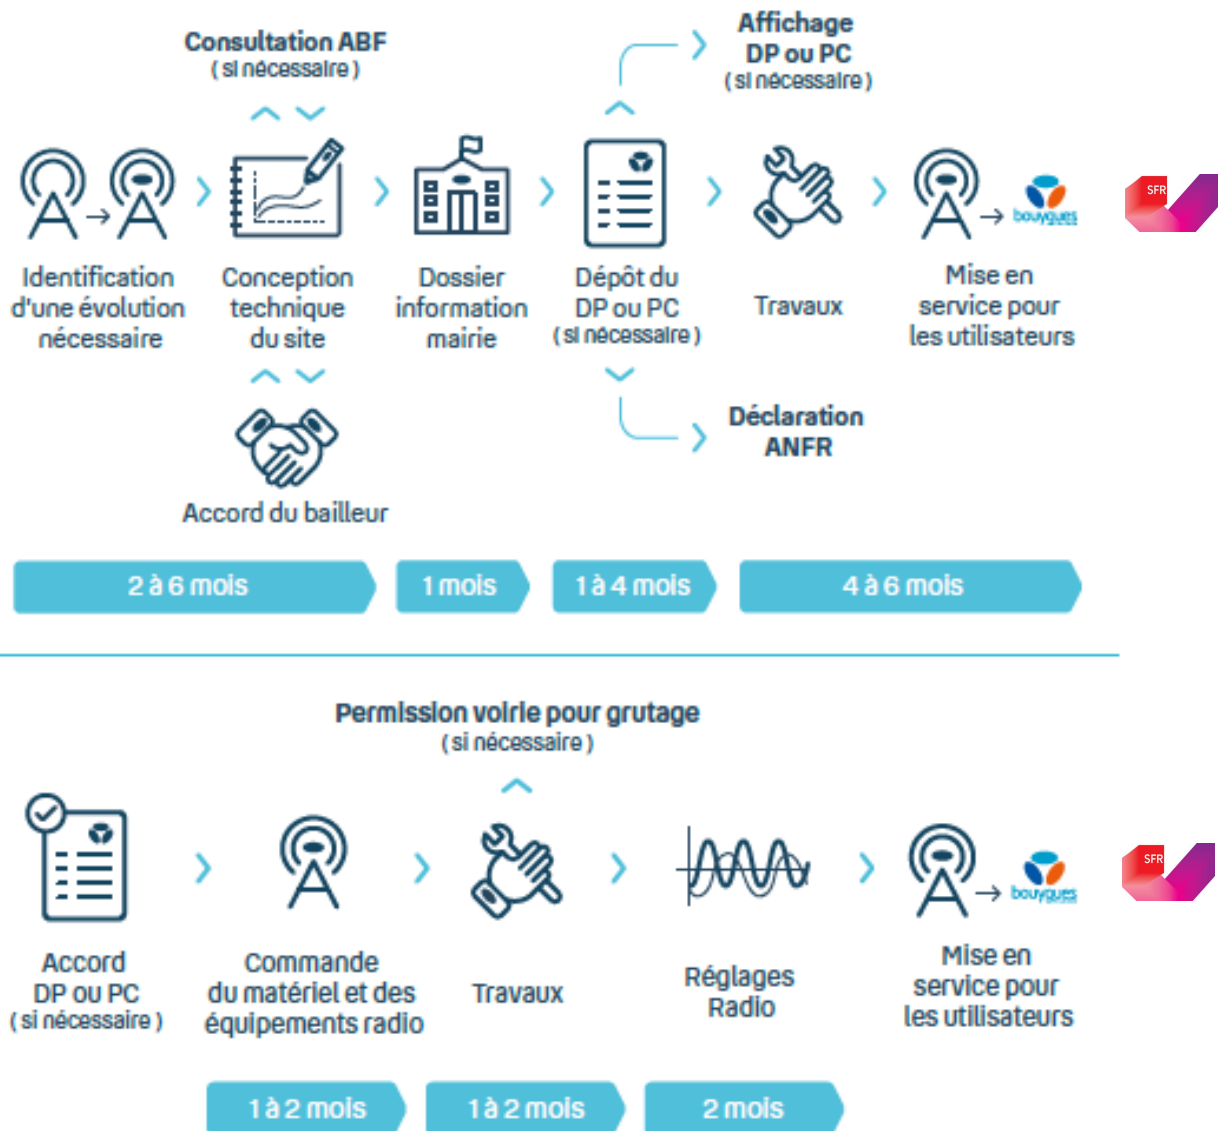 Consultation ABF
( si nécessaire )
Affichage
DP ou PC
( si nécessaire )
Identification
d'une évolution
nécessaire
Conception
technique
du site
Dossier
information
mairie
Dépôt du
DP ou PC
( si nécessaire )
Travaux
bouygues
SFR
Mise en
service pour
les utilisateurs
Accord du bailleur
Déclaration
ANFR
2 à 6 mois
1 mois
1 à 4 mois
4 à 6 mois
Permission voirie pour grutage
( si nécessaire )
bouygues
SFR
Accord
DP ou PC
( si nécessaire )
Commande
du matériel et des
équipements radio
Travaux
Réglages
Radio
Mise en
service pour
les utilisateurs
1 à 2 mois
1 à 2 mois
2 mois